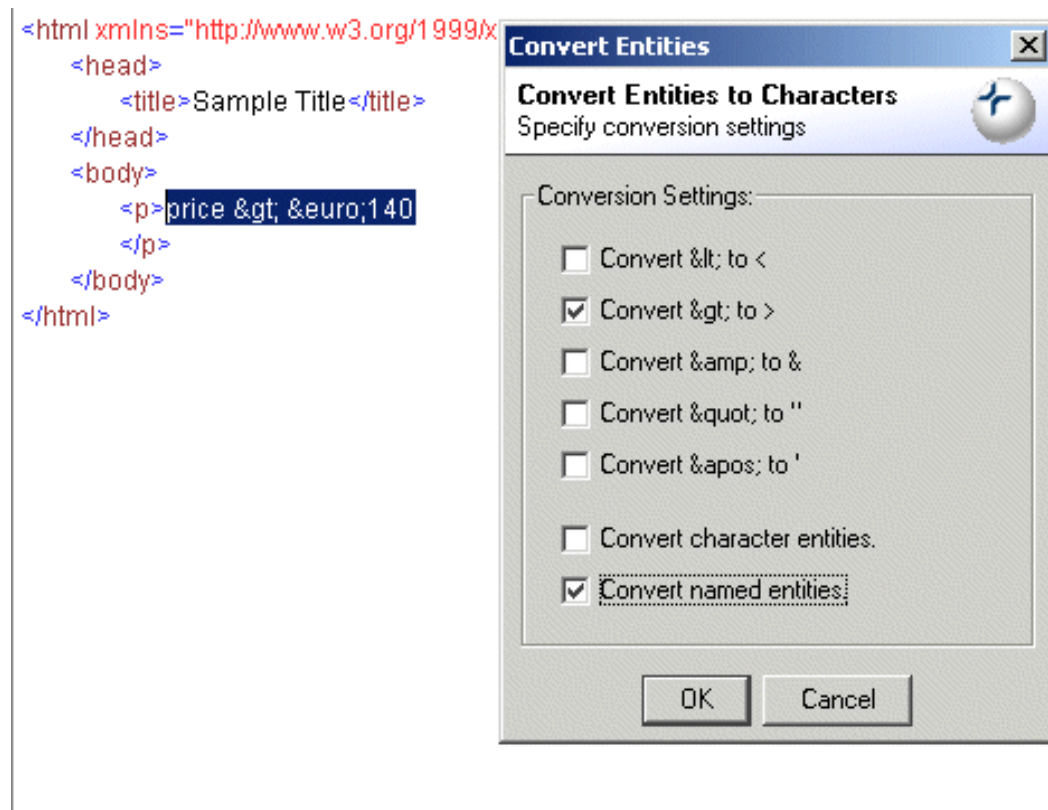 <html xmlns="http://www.w3.org/1999/x
<head>
<title>Sample Title</title>
</head>
<body>
<p>price &gt; &euro;140
</p>
</body>
</html>
Convert Entities
Convert Entities to Characters
Specify conversion settings
Conversion Settings:
Convert &lt; to <
Convert &gt; to >
Convert &amp; to &
Convert &quot; to "
Convert &apos; to '
Convert character entities.
Convert named entities.
OK
Cancel